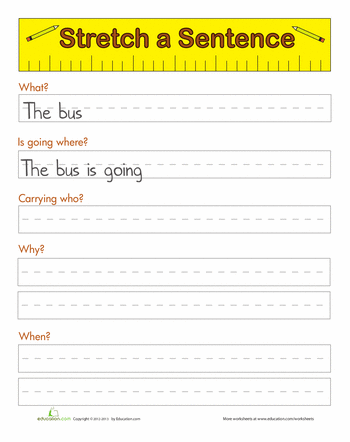 Stretch a Sentence
What?
The bus
Is going where?
The bus is going
Carrying who?
Why?
When?
education.com Copyright © 2012-2013 by Education.com More worksheets at www.education.com/worksheets